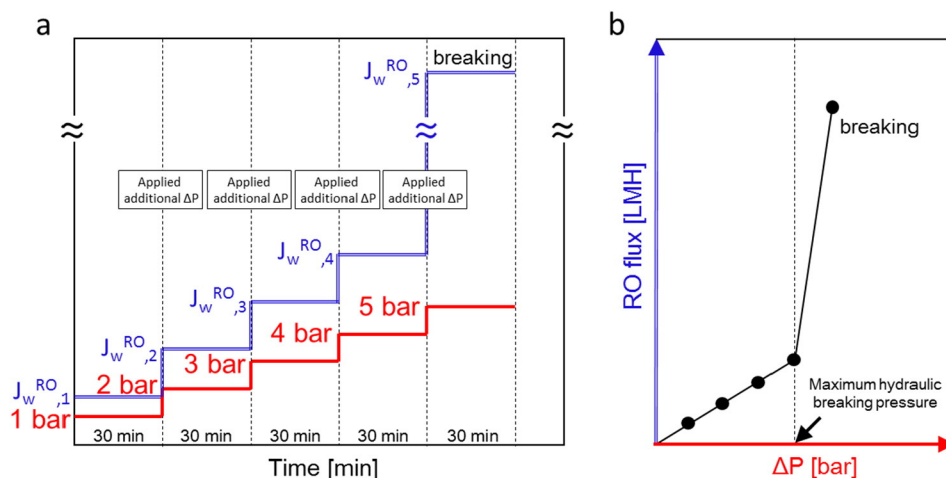 a
breaking
J_w^RO,5
≈
≈
≈
Applied
additional ΔP
Applied
additional ΔP
Applied
additional ΔP
Applied
additional ΔP
J_w^RO,4
J_w^RO,3
5 bar
J_w^RO,2
4 bar
3 bar
2 bar
J_w^RO,1
1 bar
30 min
30 min
30 min
30 min
30 min
Time [min]
b
breaking
RO flux [LMH]
Maximum hydraulic
breaking pressure
ΔP [bar]